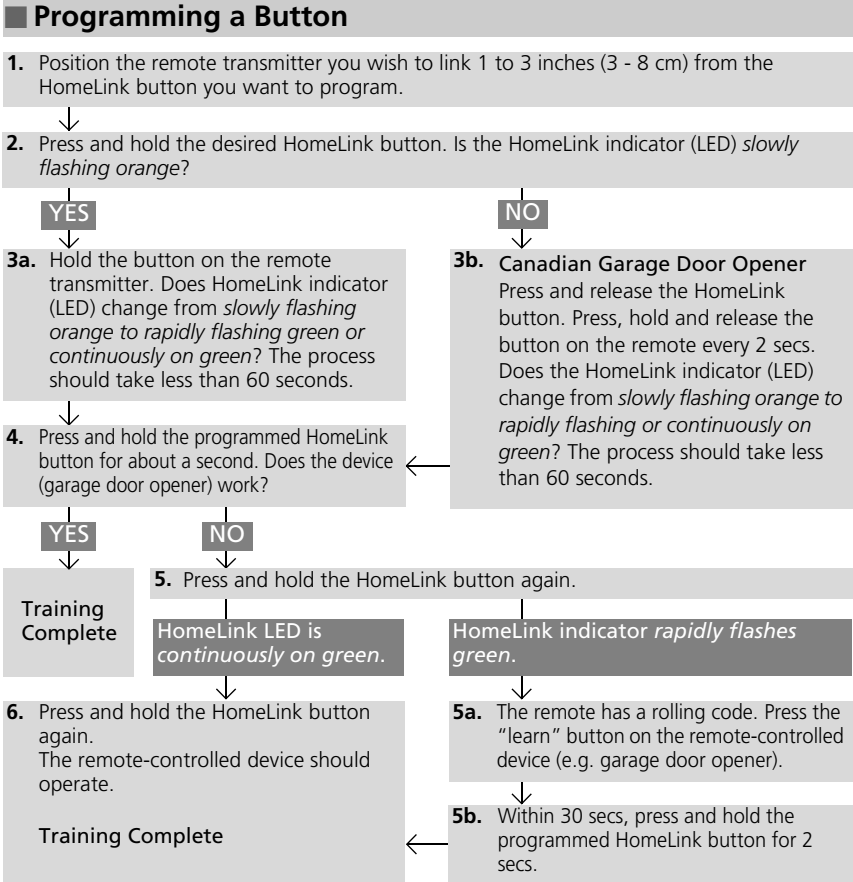 Programming a Button
1. Position the remote transmitter you wish to link 1 to 3 inches (3 - 8 cm) from the
HomeLink button you want to program.
2. Press and hold the desired HomeLink button. Is the HomeLink indicator (LED) slowly
flashing orange?
YES
NO
3a. Hold the button on the remote
transmitter. Does HomeLink indicator
(LED) change from slowly flashing
orange to rapidly flashing green or
continuously on green? The process
should take less than 60 seconds.
3b. Canadian Garage Door Opener
Press and release the HomeLink
button. Press, hold and release the
button on the remote every 2 secs.
Does the HomeLink indicator (LED)
change from slowly flashing orange to
rapidly flashing or continuously on
green? The process should take less
than 60 seconds.
4. Press and hold the programmed HomeLink
button for about a second. Does the device
(garage door opener) work?
YES
NO
Training
Complete
5. Press and hold the HomeLink button again.
HomeLink LED is
continuously on green.
HomeLink indicator rapidly flashes
green.
6. Press and hold the HomeLink button
again.
The remote-controlled device should
operate.
Training Complete
5a. The remote has a rolling code. Press the
“learn” button on the remote-controlled
device (e.g. garage door opener).
5b. Within 30 secs, press and hold the
programmed HomeLink button for 2
secs.